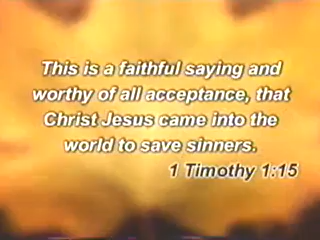 This is a faithful saying and
worthy of all acceptance, that
Christ Jesus came into the
world to save sinners.
1 Timothy 1:15